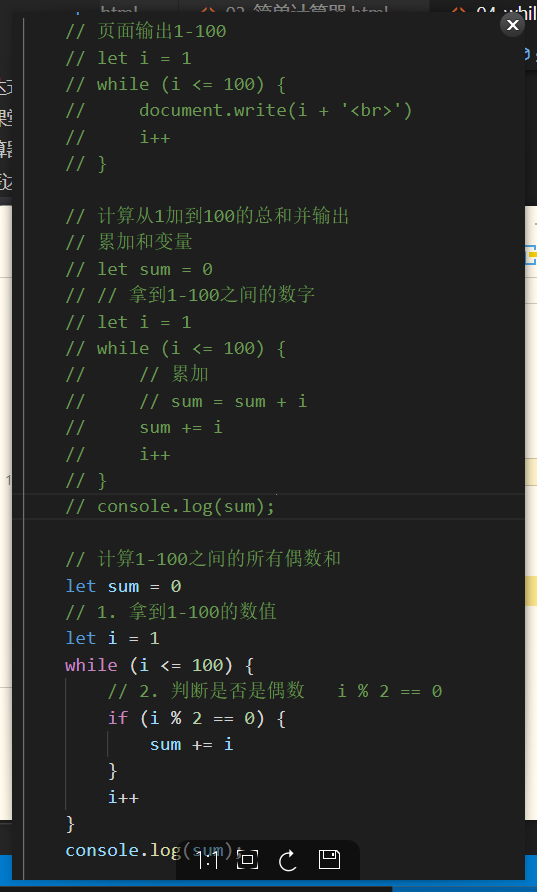 // 页面输出1-100
// let i = 1
// while (i <= 100) {
//     document.write(i + '<br>')
//     i++
// }
// 计算从1加到100的总和并输出
// 累加和变量
// let sum = 0
// // 拿到1-100之间的数字
// let i = 1
// while (i <= 100) {
//     // 累加
//     // sum = sum + i
//     sum += i
//     i++
// }
// console.log(sum);
// 计算1-100之间的所有偶数和
let sum = 0
// 1. 拿到1-100的数值
let i = 1
while (i <= 100) {
    // 2. 判断是否是偶数   i % 2 == 0
    if (i % 2 == 0) {
        sum += i
    }
    i++
}
console.log(sum);
1:1